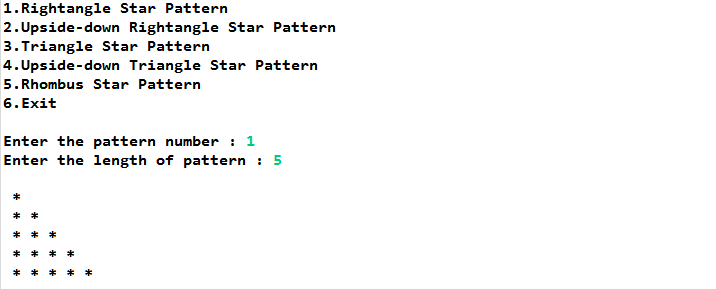 1.Rightangle Star Pattern
2.Upside-down Rightangle Star Pattern
3.Triangle Star Pattern
4.Upside-down Triangle Star Pattern
5.Rhombus Star Pattern
6.Exit

Enter the pattern number : 1
Enter the length of pattern : 5

 *
 * *
 * * *
 * * * *
 * * * * *